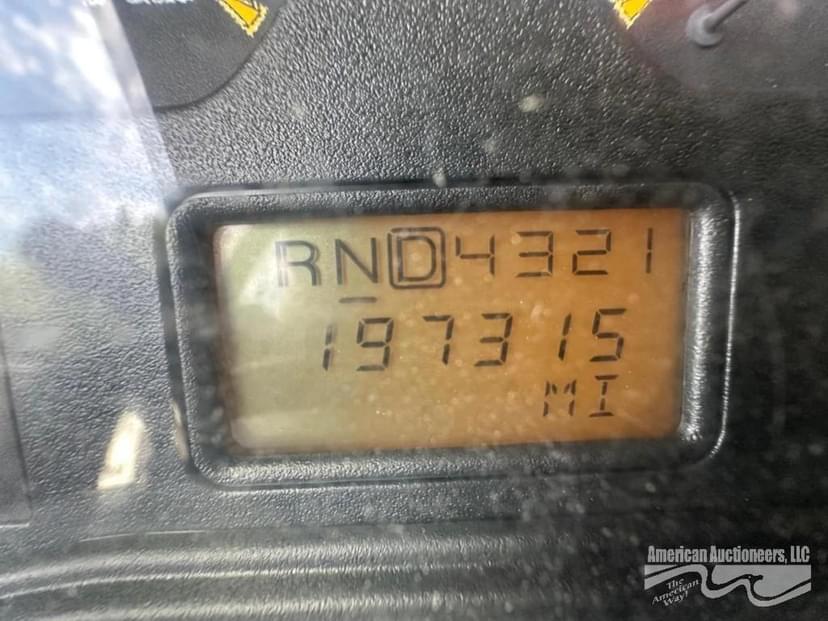 RND4321
197315
MI
American Auctioneers, LLC
The
American
Way!